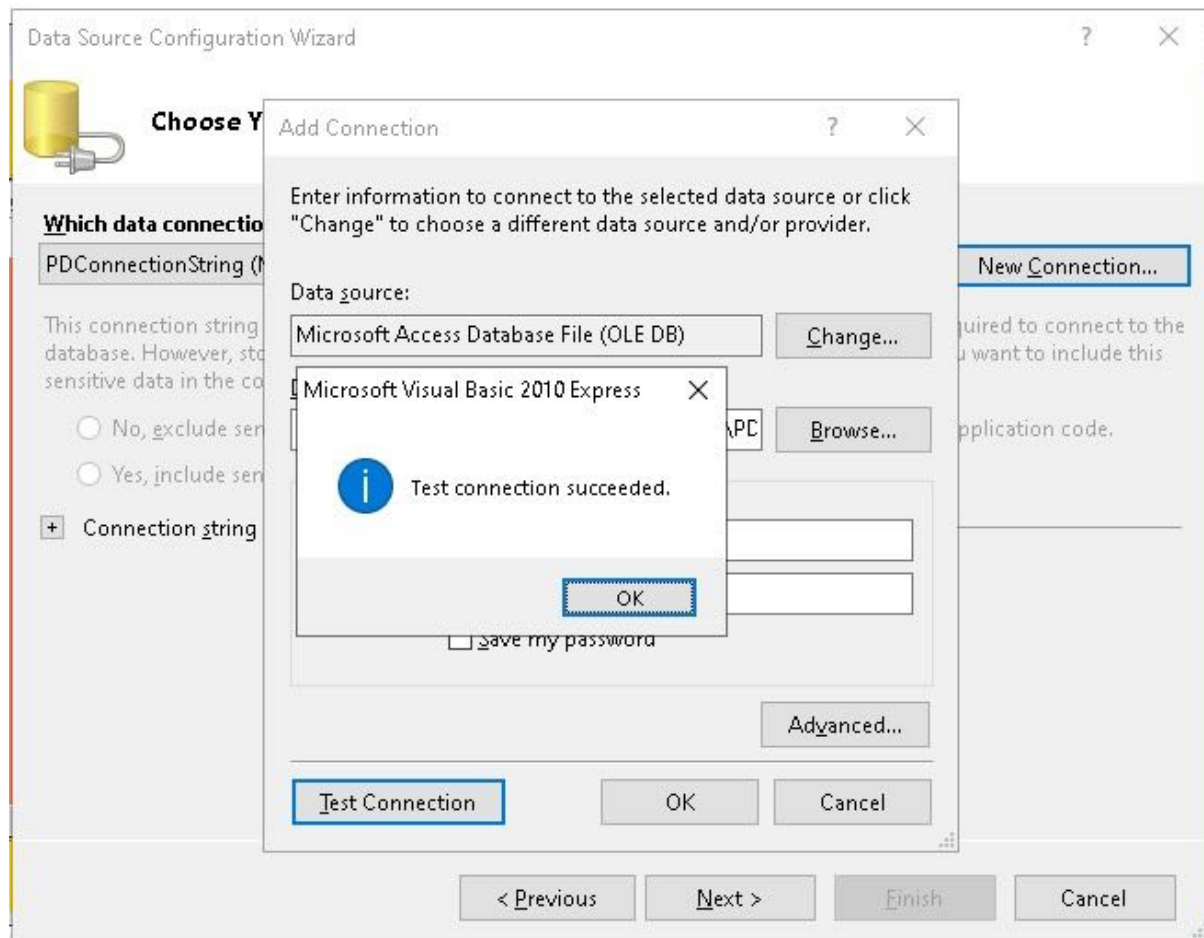 Data Source Configuration Wizard
Choose Y
Add Connection
Enter information to connect to the selected data source or click
"Change" to choose a different data source and/or provider.
Which data connectio
PDConnectionString (
New Connection...
Data source:
Microsoft Access Database File (OLE DB)
Change...
This connection string
quired to connect to the
database. However, sto
u want to include this
sensitive data in the co
Microsoft Visual Basic 2010 Express
\PD
Browse...
No, exclude sen
pplication code.
Yes, include sen
Test connection succeeded.
Connection string
OK
Save my password
Advanced...
Test Connection
OK
Cancel
< Previous
Next >
Finish
Cancel